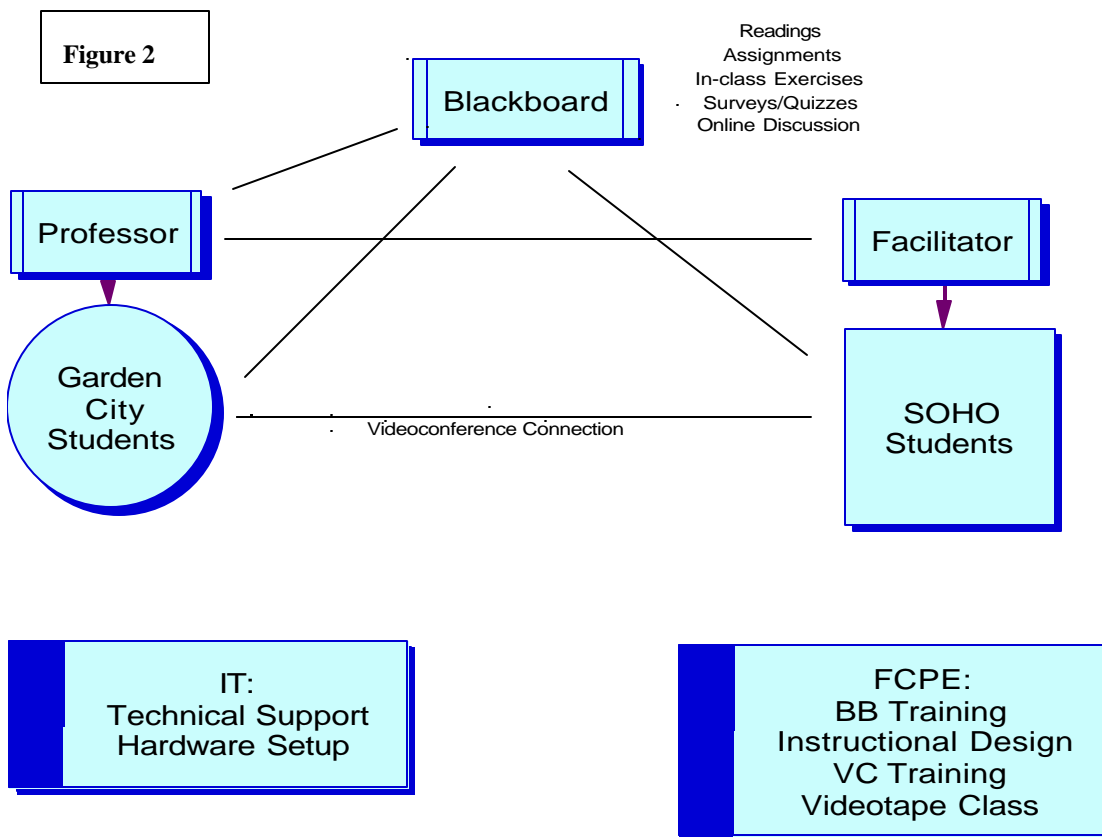 Figure 2
Blackboard
Readings
Assignments
In-class Exercises
Surveys/Quizzes
Online Discussion
Professor
Facilitator
Garden
City
Students
Videoconference Connection
SOHO
Students
IT:
Technical Support
Hardware Setup
FCPE:
BB Training
Instructional Design
VC Training
Videotape Class